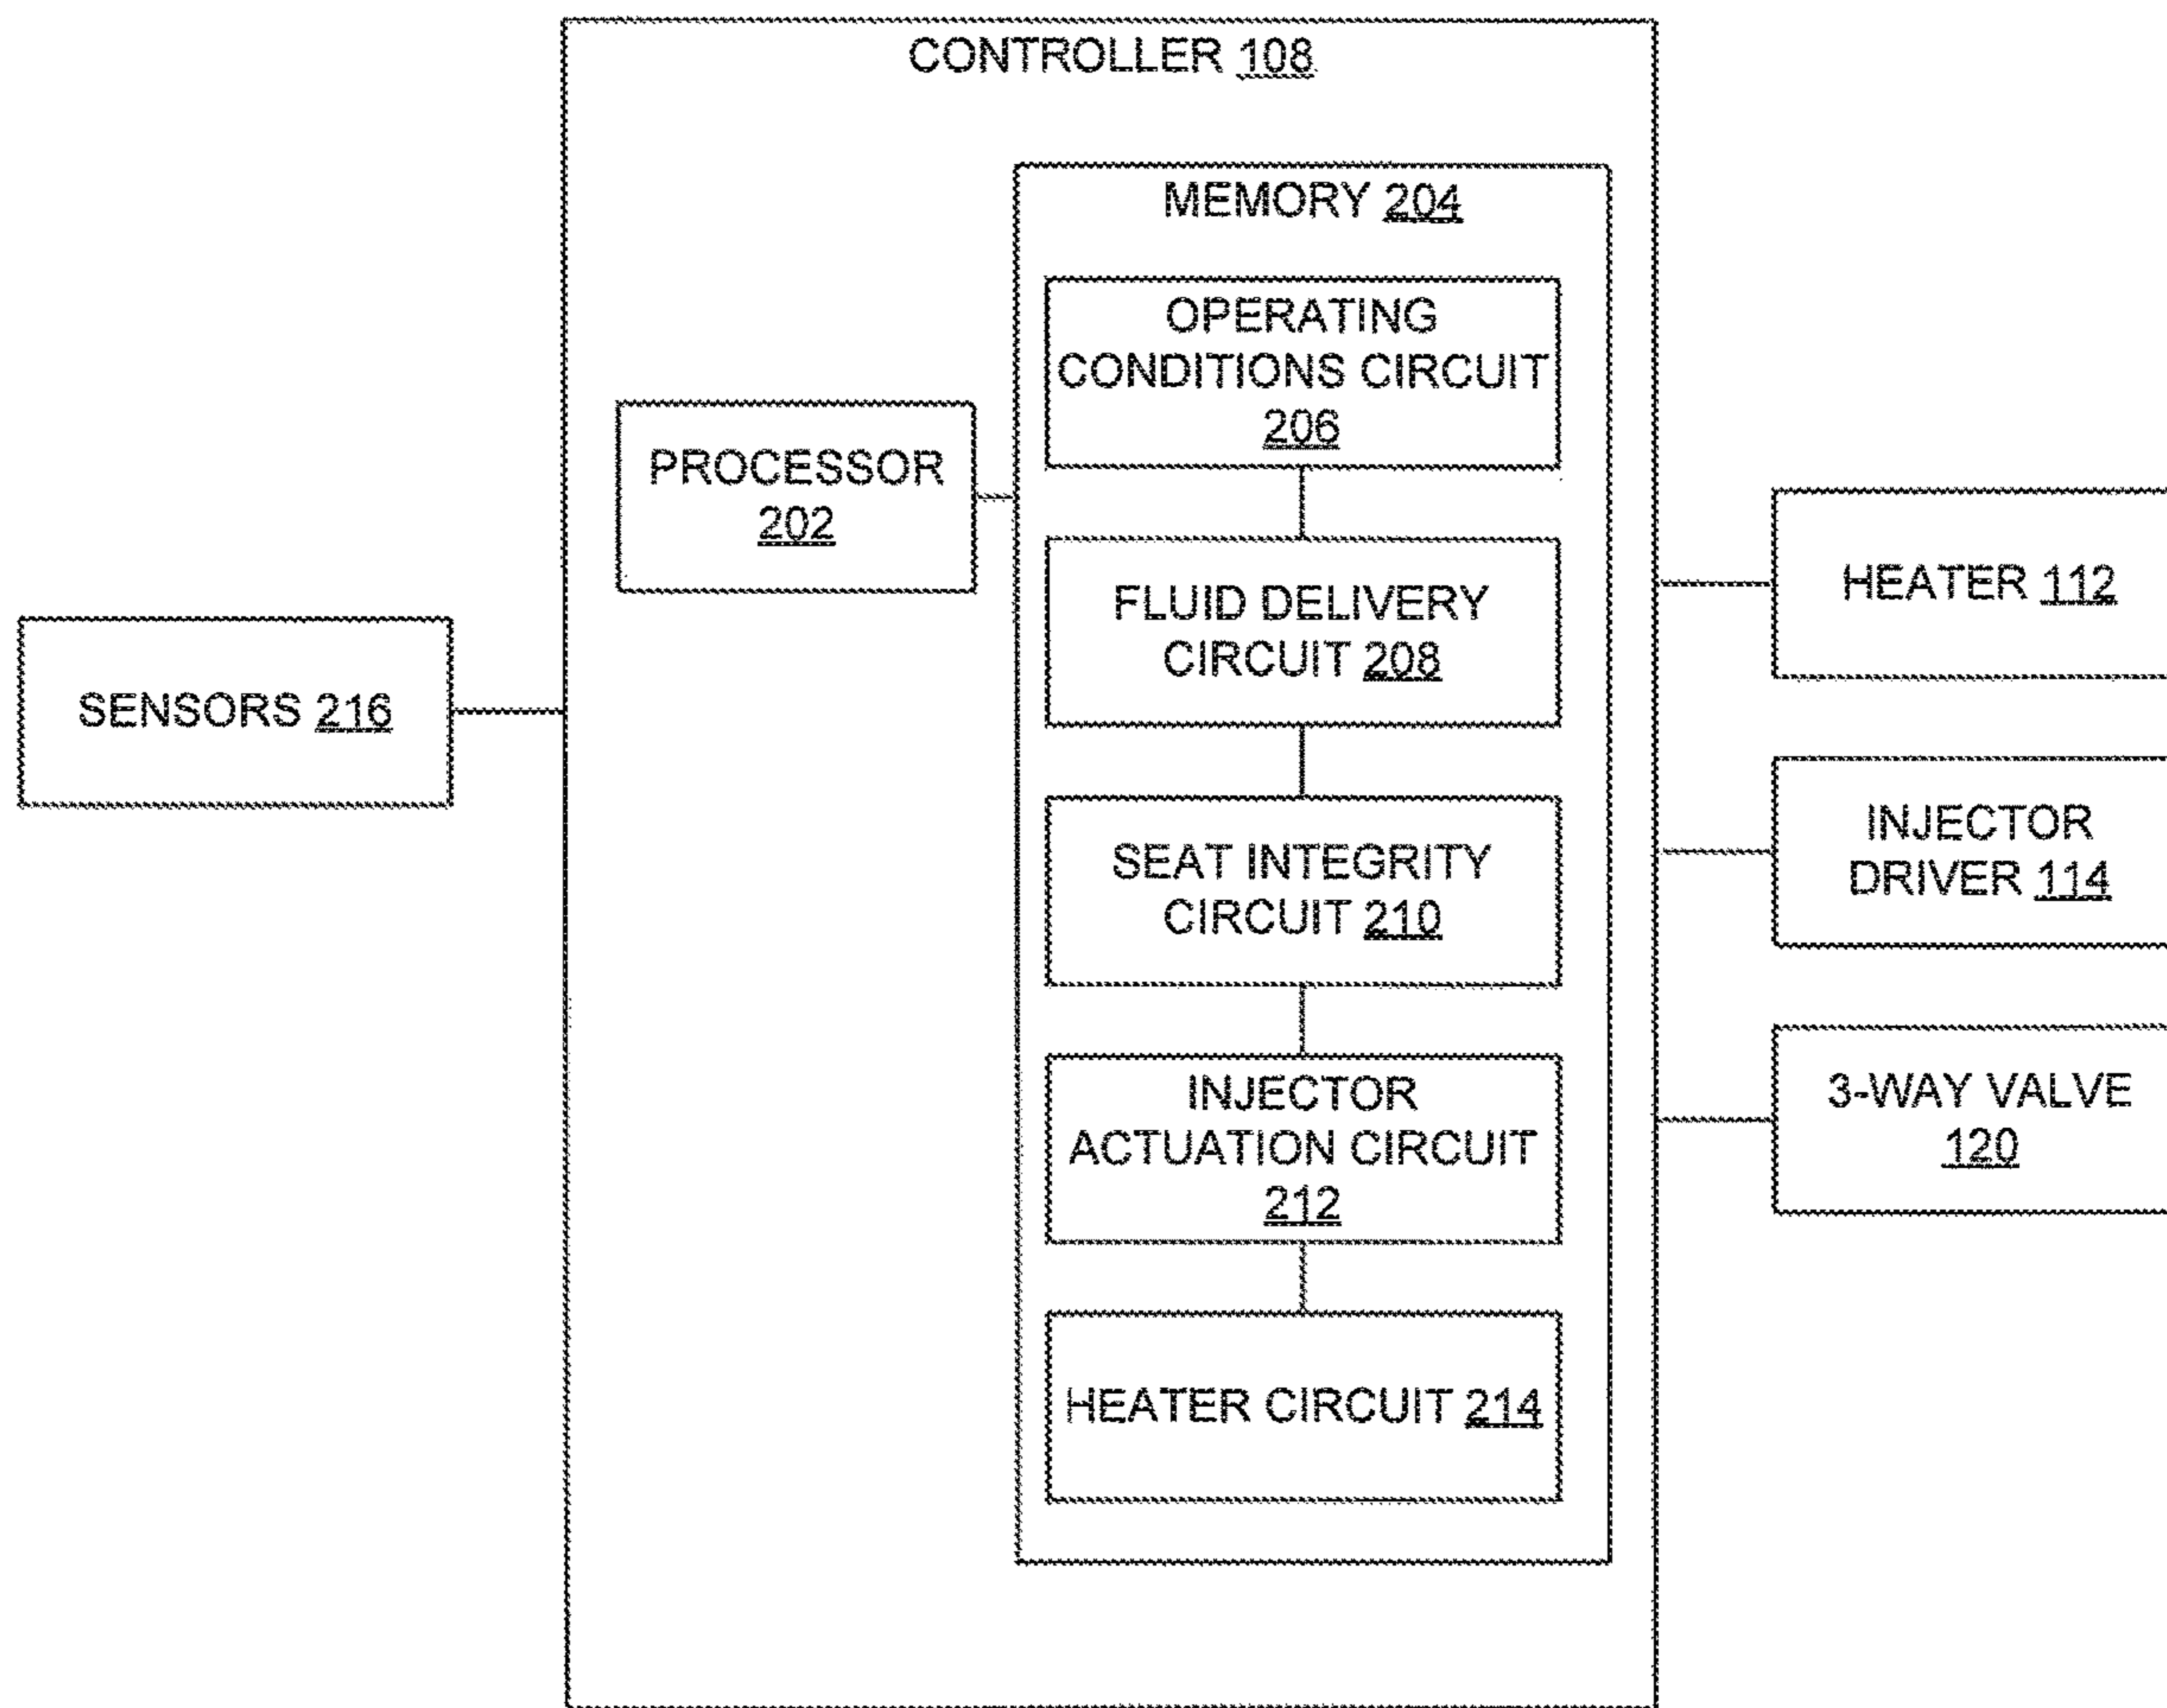 CONTROLLER 108
MEMORY 204
OPERATING
CONDITIONS CIRCUIT
206
PROCESSOR
202
FLUID DELIVERY
CIRCUIT 208
HEATER 112
SENSORS 216
SEAT INTEGRITY
CIRCUIT 210
INJECTOR
DRIVER 114
INJECTOR
ACTUATION CIRCUIT
212
3-WAY VALVE
120
HEATER CIRCUIT 214